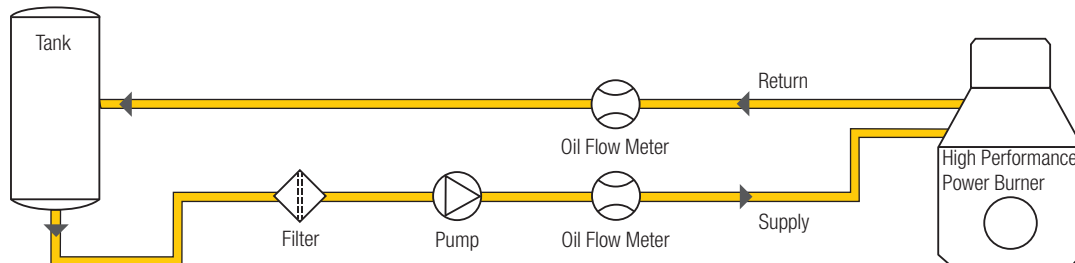 Tank
Return
Oil Flow Meter
High Performance
Power Burner
Filter
Pump
Oil Flow Meter
Supply